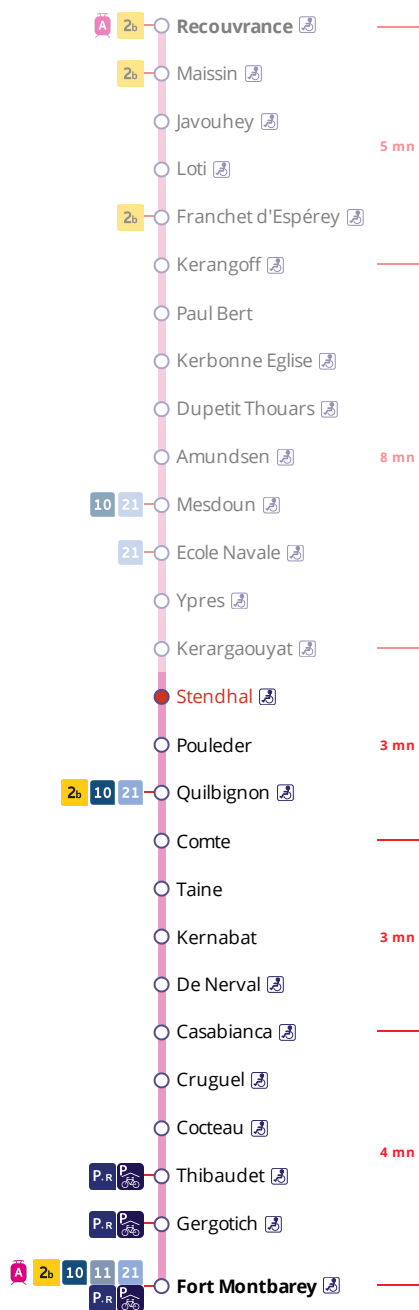 A 2b Recouvrance
2b Maissin
Javouhey
5 mn
Loti
2b Franchet d'Espérey
Kerangoff
Paul Bert
Kerbonne Eglise
Dupetit Thouars
Amundsen
8 mn
10 21 Mesdoun
21 Ecole Navale
Ypres
Kerargaouyat
Stendhal
Pouleder
3 mn
2b 10 21 Quilbignon
Comte
Taine
Kernabat
3 mn
De Nerval
Casabianca
Cruguel
Cocteau
4 mn
P+R P Thibaudet
P+R P Gergotich
A 2b 10 11 21
P+R P Fort Montbarey